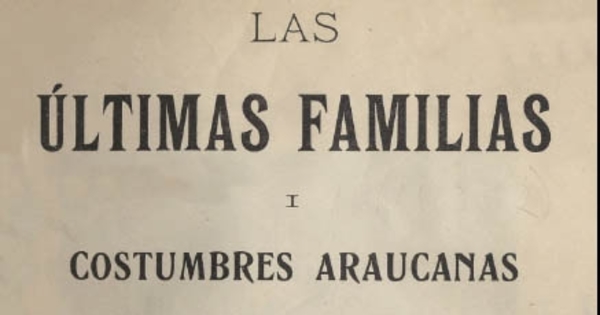 LAS
ÚLTIMAS FAMILIAS
I
COSTUMBRES ARAUCANAS